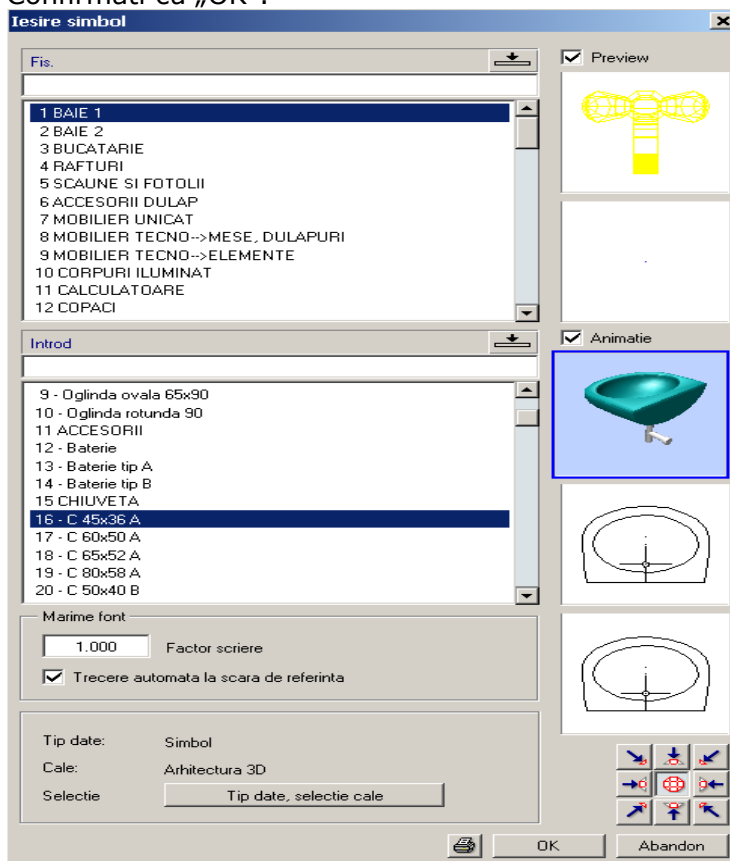 Confirmati cu „OK".
Iesire simbol
Fis.
Preview
1 BAIE 1
2 BAIE 2
3 BUCATARIE
4 RAFTURI
5 SCAUNE SI FOTOLII
6 ACCESORII DULAP
7 MOBILIER UNICAT
8 MOBILIER TECNO-->MESE, DULAPURI
9 MOBILIER TECNO-->ELEMENTE
10 CORPURI ILUMINAT
11 CALCULATOARE
12 COPACI
Introd
Animatie
9 - Oglinda ovala 65x90
10 - Oglinda rotunda 90
11 ACCESORII
12 - Baterie
13 - Baterie tip A
14 - Baterie tip B
15 CHIUVETA
16 - C 45x36 A
17 - C 60x50 A
18 - C 65x52 A
19 - C 80x58 A
20 - C 50x40 B
Marime font
1.000 Factor scriere
Trecere automata la scara de referinta
Tip date: Simbol
Cale: Arhitectura 3D
Selectie Tip date, selectie cale
OK Abandon